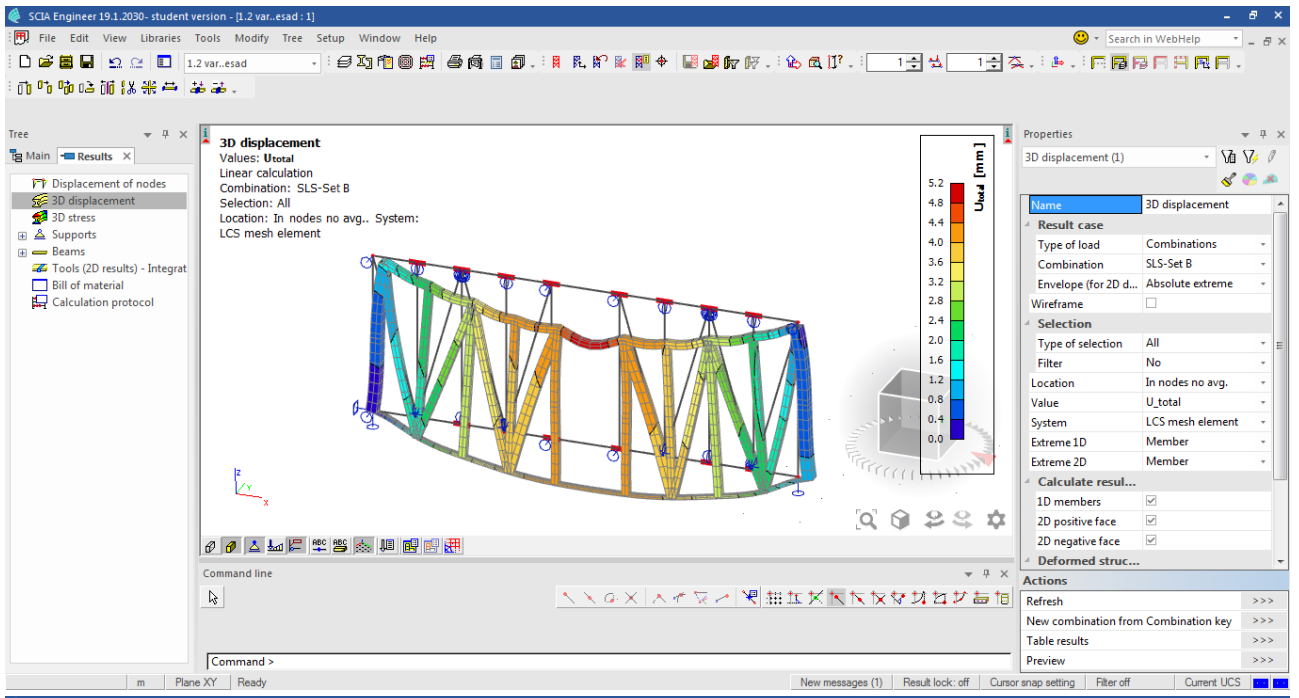 SCIA Engineer 19.1.2030- student version - [1.2 var..esad : 1]
File Edit View Libraries Tools Modify Tree Setup Window Help
Search in WebHelp
1.2 var..esad
1
1
Tree
Main
Results
Displacement of nodes
3D displacement
3D stress
Supports
Beams
Tools (2D results) - Integrat
Bill of material
Calculation protocol
3D displacement
Values: Utotal
Linear calculation
Combination: SLS-Set B
Selection: All
Location: In nodes no avg.. System:
LCS mesh element
Utotal [mm]
5.2
4.8
4.4
4.0
3.6
3.2
2.8
2.4
2.0
1.6
1.2
0.8
0.4
0.0
z
Y
x
ABC
ABC
Command line
Command >
Properties
3D displacement (1)
Name 3D displacement
Result case
Type of load Combinations
Combination SLS-Set B
Envelope (for 2D d... Absolute extreme
Wireframe
Selection
Type of selection All
Filter No
Location In nodes no avg.
Value U_total
System LCS mesh element
Extreme 1D Member
Extreme 2D Member
Calculate resul...
1D members
2D positive face
2D negative face
Deformed struc...
Actions
Refresh >>>
New combination from Combination key >>>
Table results >>>
Preview >>>
m Plane XY Ready New messages (1) Result lock: off Cursor snap setting Filter off Current UCS